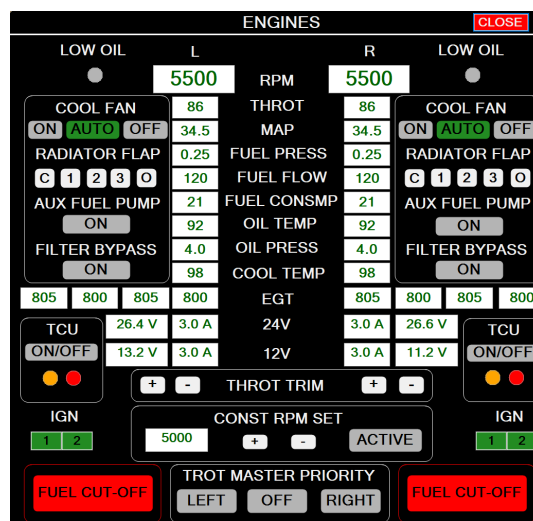 ENGINES CLOSE
LOW OIL L R LOW OIL
5500 RPM 5500
COOL FAN 86 THROT 86 COOL FAN
ON AUTO OFF 34.5 MAP 34.5 ON AUTO OFF
RADIATOR FLAP 0.25 FUEL PRESS 0.25 RADIATOR FLAP
C 1 2 3 O 120 FUEL FLOW 120 C 1 2 3 O
AUX FUEL PUMP 21 FUEL CONSMP 21 AUX FUEL PUMP
ON 92 OIL TEMP 92 ON
FILTER BYPASS 4.0 OIL PRESS 4.0 FILTER BYPASS
ON 98 COOL TEMP 98 ON
805 800 805 800 EGT 805 800 805 800
TCU 26.4 V 3.0 A 24V 3.0 A 26.6 V TCU
ON/OFF 13.2 V 3.0 A 12V 3.0 A 11.2 V ON/OFF
+ - THROT TRIM + -
IGN CONST RPM SET IGN
1 2 5000 + - ACTIVE 1 2
TROT MASTER PRIORITY
FUEL CUT-OFF LEFT OFF RIGHT FUEL CUT-OFF